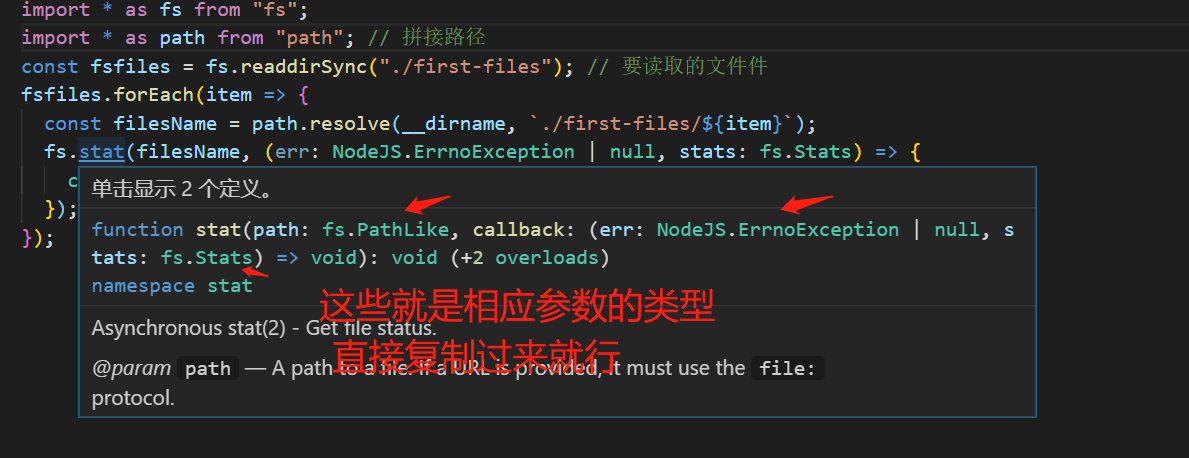 import * as fs from "fs";
import * as path from "path"; // 拼接路径
const fsfiles = fs.readdirSync("./first-files"); // 要读取的文件件
fsfiles.forEach(item => {
const filesName = path.resolve(__dirname, `./first-files/${item}`);
fs.stat(filesName, (err: NodeJS.ErrnoException | null, stats: fs.Stats) => {
c
单击显示 2 个定义。
});
function stat(path: fs.PathLike, callback: (err: NodeJS.ErrnoException | null, s
});
tats: fs.Stats) => void): void (+2 overloads)
namespace stat
这些就是相应参数的类型
Asynchronous stat(2) - Get file status.
直接复制过来就行
@param path — A path to a file. If a URL is provided, it must use the file:
protocol.